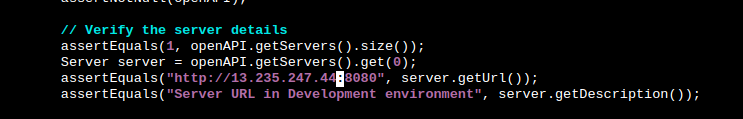 assertNotNull(openAPI);
// Verify the server details
assertEquals(1, openAPI.getServers().size());
Server server = openAPI.getServers().get(0);
assertEquals("http://13.235.247.44:8080", server.getUrl());
assertEquals("Server URL in Development environment", server.getDescription());